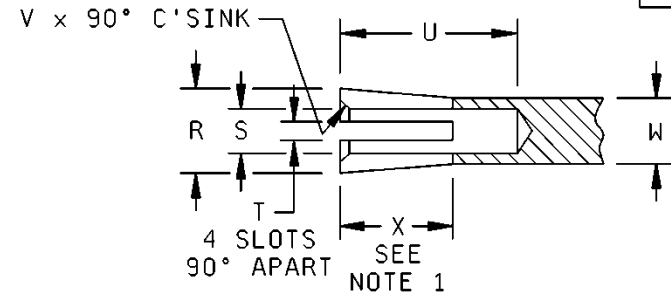 V x 90° C'SINK
U
R
S
W
T
4 SLOTS
90° APART
X
SEE
NOTE 1